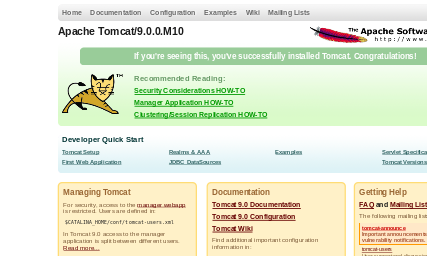 Home Documentation Configuration Examples Wiki Mailing Lists
Apache Tomcat/9.0.0.M10
The Apache Softwa
http://www.
If you're seeing this, you've successfully installed Tomcat. Congratulations!
TM
Recommended Reading:
Security Considerations HOW-TO
Manager Application HOW-TO
Clustering/Session Replication HOW-TO
Developer Quick Start
Tomcat Setup Realms & AAA Examples Servlet Specifica
First Web Application JDBC DataSources Tomcat Versions
Managing Tomcat
For security, access to the manager webapp
is restricted. Users are defined in:
$CATALINA_HOME/conf/tomcat-users.xml
In Tomcat 9.0 access to the manager
application is split between different users.
Read more...
Documentation
Tomcat 9.0 Documentation
Tomcat 9.0 Configuration
Tomcat Wiki
Find additional important configuration
information in:
Getting Help
FAQ and Mailing List
The following mailing list
tomcat-announce
Important announcements
vulnerability notifications.
tomcat-users